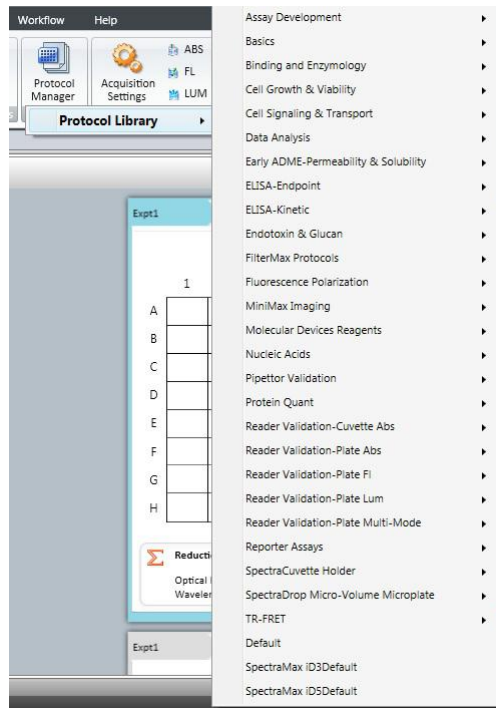 Workflow Help
Protocol Manager
Acquisition Settings
ABS
FL
LUM
Protocol Library
Assay Development
Basics
Binding and Enzymology
Cell Growth & Viability
Cell Signaling & Transport
Data Analysis
Early ADME-Permeability & Solubility
ELISA-Endpoint
ELISA-Kinetic
Endotoxin & Glucan
FilterMax Protocols
Fluorescence Polarization
MiniMax Imaging
Molecular Devices Reagents
Nucleic Acids
Pipettor Validation
Protein Quant
Reader Validation-Cuvette Abs
Reader Validation-Plate Abs
Reader Validation-Plate Fl
Reader Validation-Plate Lum
Reader Validation-Plate Multi-Mode
Reporter Assays
SpectraCuvette Holder
SpectraDrop Micro-Volume Microplate
TR-FRET
Default
SpectraMax iD3Default
SpectraMax iD5Default
Expt1
1
A
B
C
D
E
F
G
H
Σ
Reducti
Optical
Waveler
Expt1